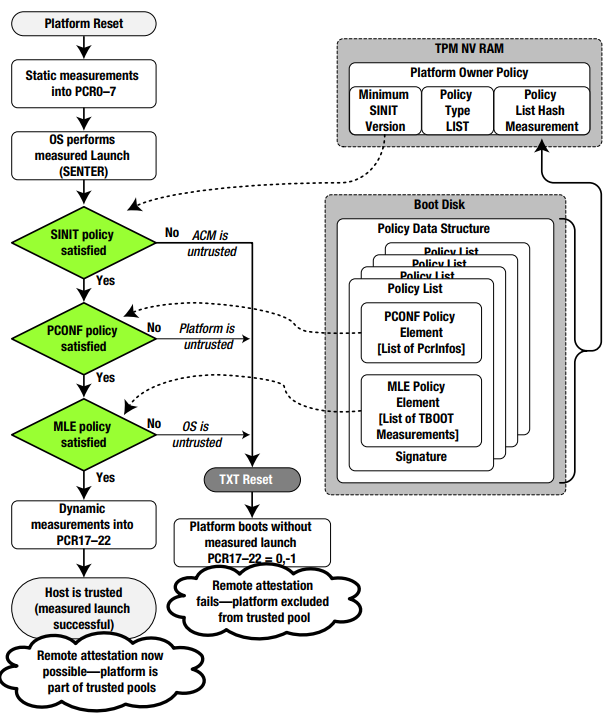 Platform Reset
Static measurements
into PCR0–7
OS performs
measured Launch
(SENTER)
SINIT policy
satisfied
No
ACM is
untrusted
Yes
PCONF policy
satisfied
No
Platform is
untrusted
Yes
MLE policy
satisfied
No
OS is
untrusted
Yes
Dynamic
measurements into
PCR17–22
Host is trusted
(measured launch
successful)
Remote attestation now
possible—platform is
part of trusted pools
TXT Reset
Platform boots without
measured launch
PCR17–22 = 0,-1
Remote attestation
fails—platform excluded
from trusted pool
TPM NV RAM
Platform Owner Policy
Minimum
SINIT
Version
Policy
Type
LIST
Policy
List Hash
Measurement
Boot Disk
Policy Data Structure
Policy List
Policy List
Policy List
Policy List
PCONF Policy
Element
[List of PcrInfos]
MLE Policy
Element
[List of TBOOT
Measurements]
Signature